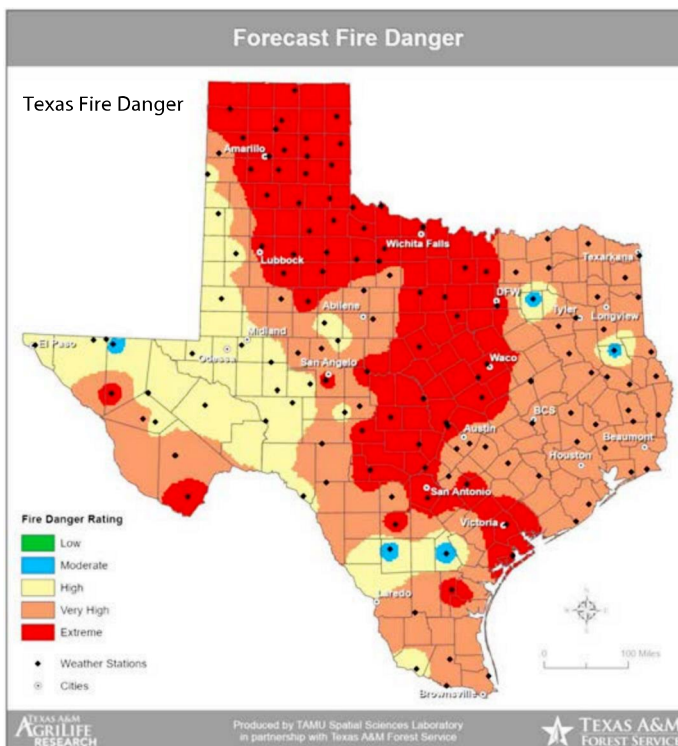 Forecast Fire Danger
Texas Fire Danger
Amarillo
Wichita Falls
Lubbock
Texarkana
DFW
Abilene
Tyler
Longview
Midland
El Paso
Odessa
San Angelo
Waco
BCS
Austin
Beaumont
Houston
San Antonio
Victoria
Fire Danger Rating
Low
Moderate
High
Laredo
Very High
Extreme
Weather Stations
0 100 Miles
Cities
Brownsville
TEXAS A&M
AGRILIFE
RESEARCH
Produced by TAMU Spatial Sciences Laboratory
in partnership with Texas A&M Forest Service
TEXAS A&M
FOREST SERVICE